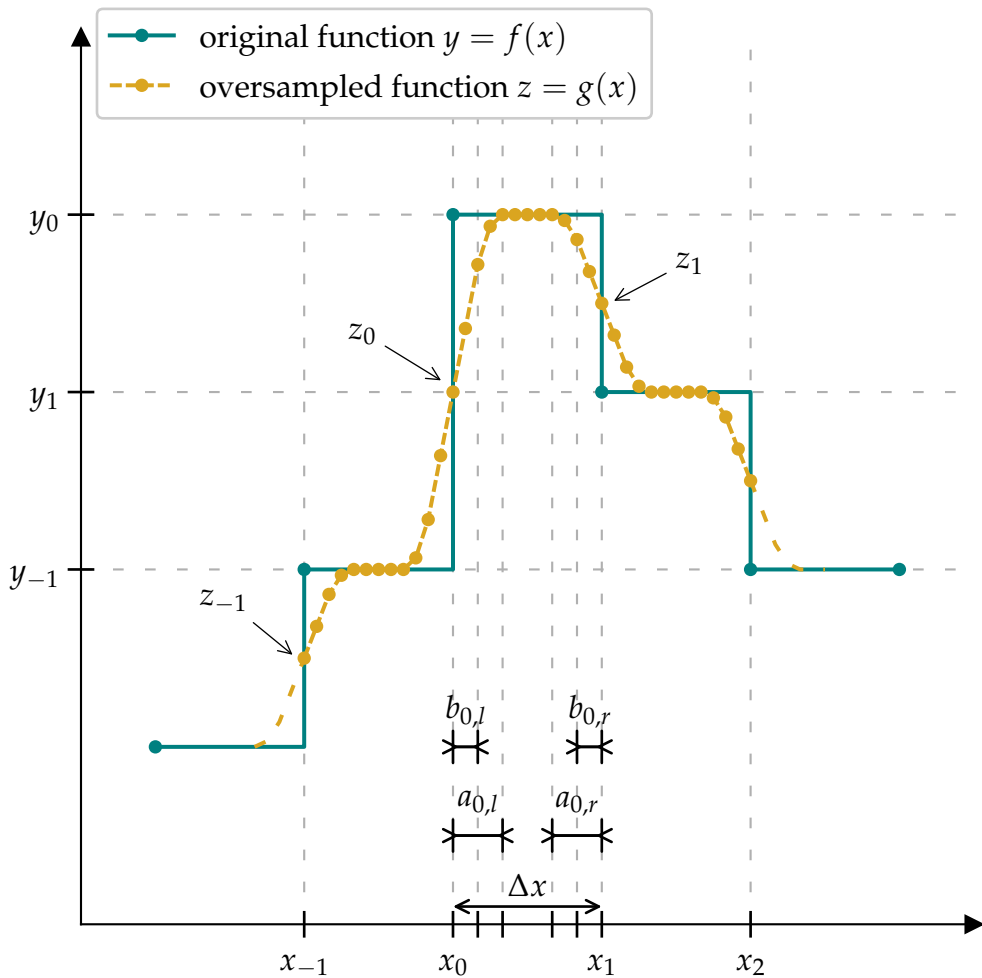 original function y = f(x)
oversampled function z = g(x)
y₀
z₁
z₀
y₁
y₋₁
z₋₁
b₀,ₗ b₀,ᵣ
a₀,ₗ a₀,ᵣ
Δx
x₋₁ x₀ x₁ x₂